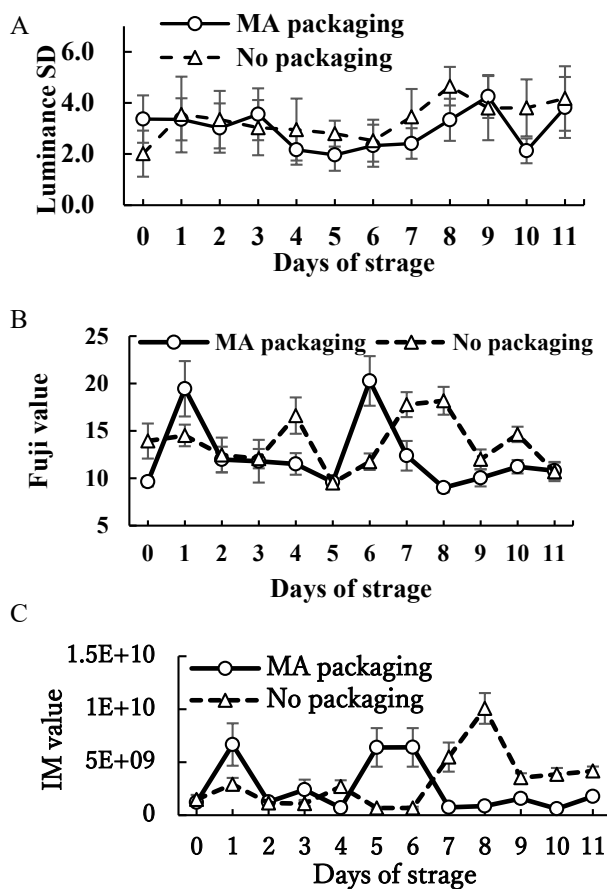 A
MA packaging
No packaging
Luminance SD
6.0
4.0
2.0
0.0
0 1 2 3 4 5 6 7 8 9 10 11
Days of strage
B
MA packaging No packaging
Fuji value
25
20
15
10
5
0 1 2 3 4 5 6 7 8 9 10 11
Days of strage
C
MA packaging
No packaging
IM value
1.5E+10
1E+10
5E+09
0
0 1 2 3 4 5 6 7 8 9 10 11
Days of strage